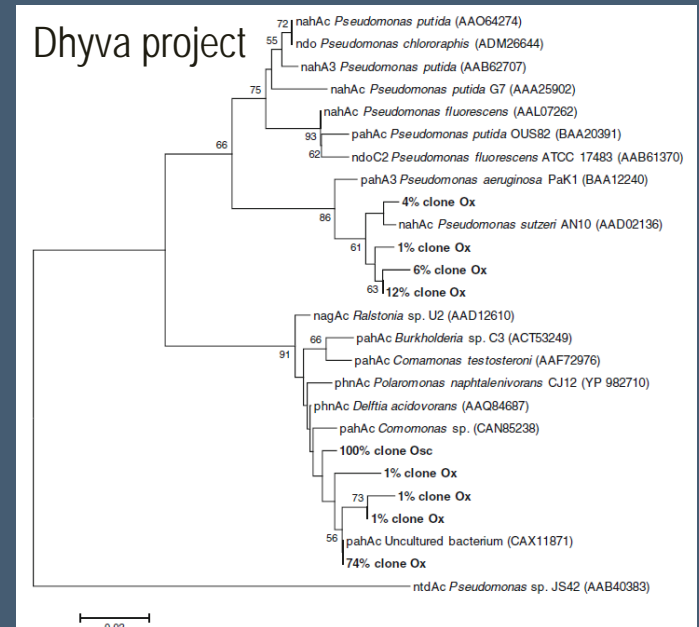 Dhyva project
72
nahAc Pseudomonas putida (AAO64274)
55
ndo Pseudomonas chlororaphis (ADM26644)
nahA3 Pseudomonas putida (AAB62707)
75
nahAc Pseudomonas putida G7 (AAA25902)
nahAc Pseudomonas fluorescens (AAL07262)
93
pahAc Pseudomonas putida OUS82 (BAA20391)
66
62
ndoC2 Pseudomonas fluorescens ATCC 17483 (AAB61370)
pahA3 Pseudomonas aeruginosa PaK1 (BAA12240)
86
4% clone Ox
nahAc Pseudomonas sutzeri AN10 (AAD02136)
61
1% clone Ox
6% clone Ox
63
12% clone Ox
nagAc Ralstonia sp. U2 (AAD12610)
66
pahAc Burkholderia sp. C3 (ACT53249)
91
pahAc Comamonas testosteroni (AAF72976)
phnAc Polaromonas naphtalenivorans CJ12 (YP 982710)
phnAc Delftia acidovorans (AAQ84687)
pahAc Comomonas sp. (CAN85238)
100% clone Osc
1% clone Ox
73
1% clone Ox
1% clone Ox
56
pahAc Uncultured bacterium (CAX11871)
74% clone Ox
ntdAc Pseudomonas sp. JS42 (AAB40383)